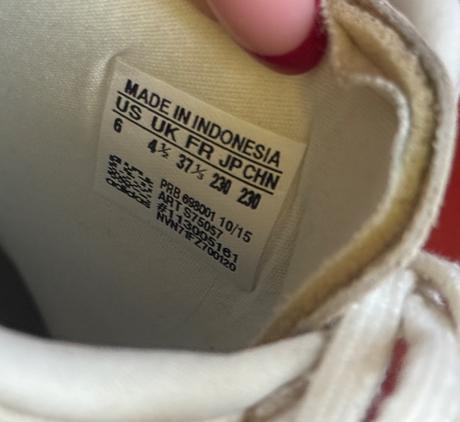 MADE IN INDONESIA
US UK FR JP CHN
6 4½ 37⅓ 230 230
PRB 698001 10/15
ART S75057
#113005161
NVN71FZ700120